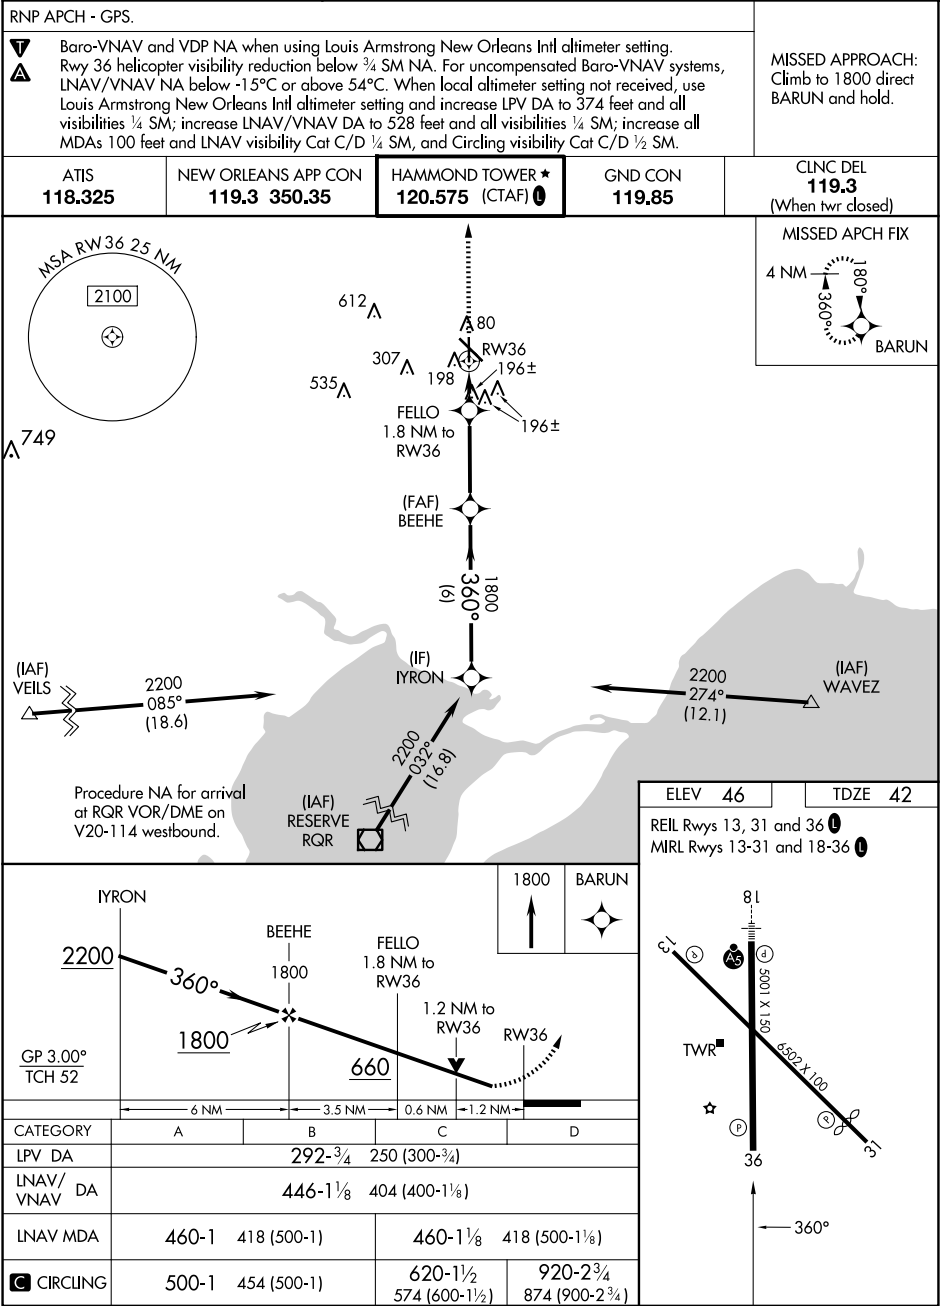 RNP APCH - GPS.
T
A
Baro-VNAV and VDP NA when using Louis Armstrong New Orleans Intl altimeter setting.
Rwy 36 helicopter visibility reduction below ¾ SM NA. For uncompensated Baro-VNAV systems,
LNAV/VNAV NA below -15°C or above 54°C. When local altimeter setting not received, use
Louis Armstrong New Orleans Intl altimeter setting and increase LPV DA to 374 feet and all
visibilities ¼ SM; increase LNAV/VNAV DA to 528 feet and all visibilities ¼ SM; increase all
MDAs 100 feet and LNAV visibility Cat C/D ¼ SM, and Circling visibility Cat C/D ½ SM.
MISSED APPROACH:
Climb to 1800 direct
BARUN and hold.
ATIS
118.325
NEW ORLEANS APP CON
119.3 350.35
HAMMOND TOWER ★
120.575 (CTAF) L
GND CON
119.85
CLNC DEL
119.3
(When twr closed)
MSA RW36 25 NM
2100
MISSED APCH FIX
4 NM
180°
360°
BARUN
612
80
RW36
307
198
196±
535
196±
FELLO
1.8 NM to
RW36
749
(FAF)
BEEHE
1800
360°
(6)
(IF)
IYRON
(IAF)
VEILS
2200
085°
(18.6)
2200
274°
(12.1)
(IAF)
WAVEZ
2200
032°
(16.8)
Procedure NA for arrival
at RQR VOR/DME on
V20-114 westbound.
(IAF)
RESERVE
RQR
ELEV 46
TDZE 42
REIL Rwys 13, 31 and 36 L
MIRL Rwys 13-31 and 18-36 L
18
13
P
A5
P
5001 X 150
6502 X 100
TWR
P
P
31
36
360°
1800
BARUN
IYRON
2200
360°
BEEHE
1800
1800
FELLO
1.8 NM to
RW36
660
1.2 NM to
RW36
RW36
GP 3.00°
TCH 52
6 NM
3.5 NM
0.6 NM
1.2 NM
CATEGORY A B C D
LPV DA 292-¾ 250 (300-¾)
LNAV/
VNAV DA 446-1⅛ 404 (400-1⅛)
LNAV MDA 460-1 418 (500-1) 460-1⅛ 418 (500-1⅛)
C CIRCLING 500-1 454 (500-1)
620-1½
574 (600-1½)
920-2¾
874 (900-2¾)